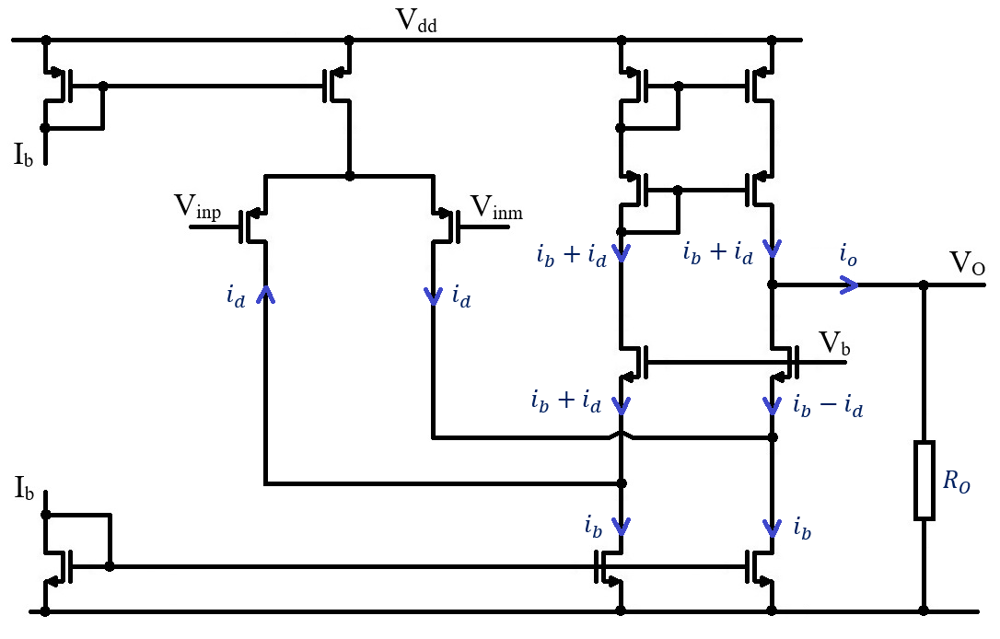 Vdd
Ib
Vinp
Vinm
ib + id
ib + id
io
VO
id
id
Vb
ib + id
ib − id
RO
Ib
ib
ib